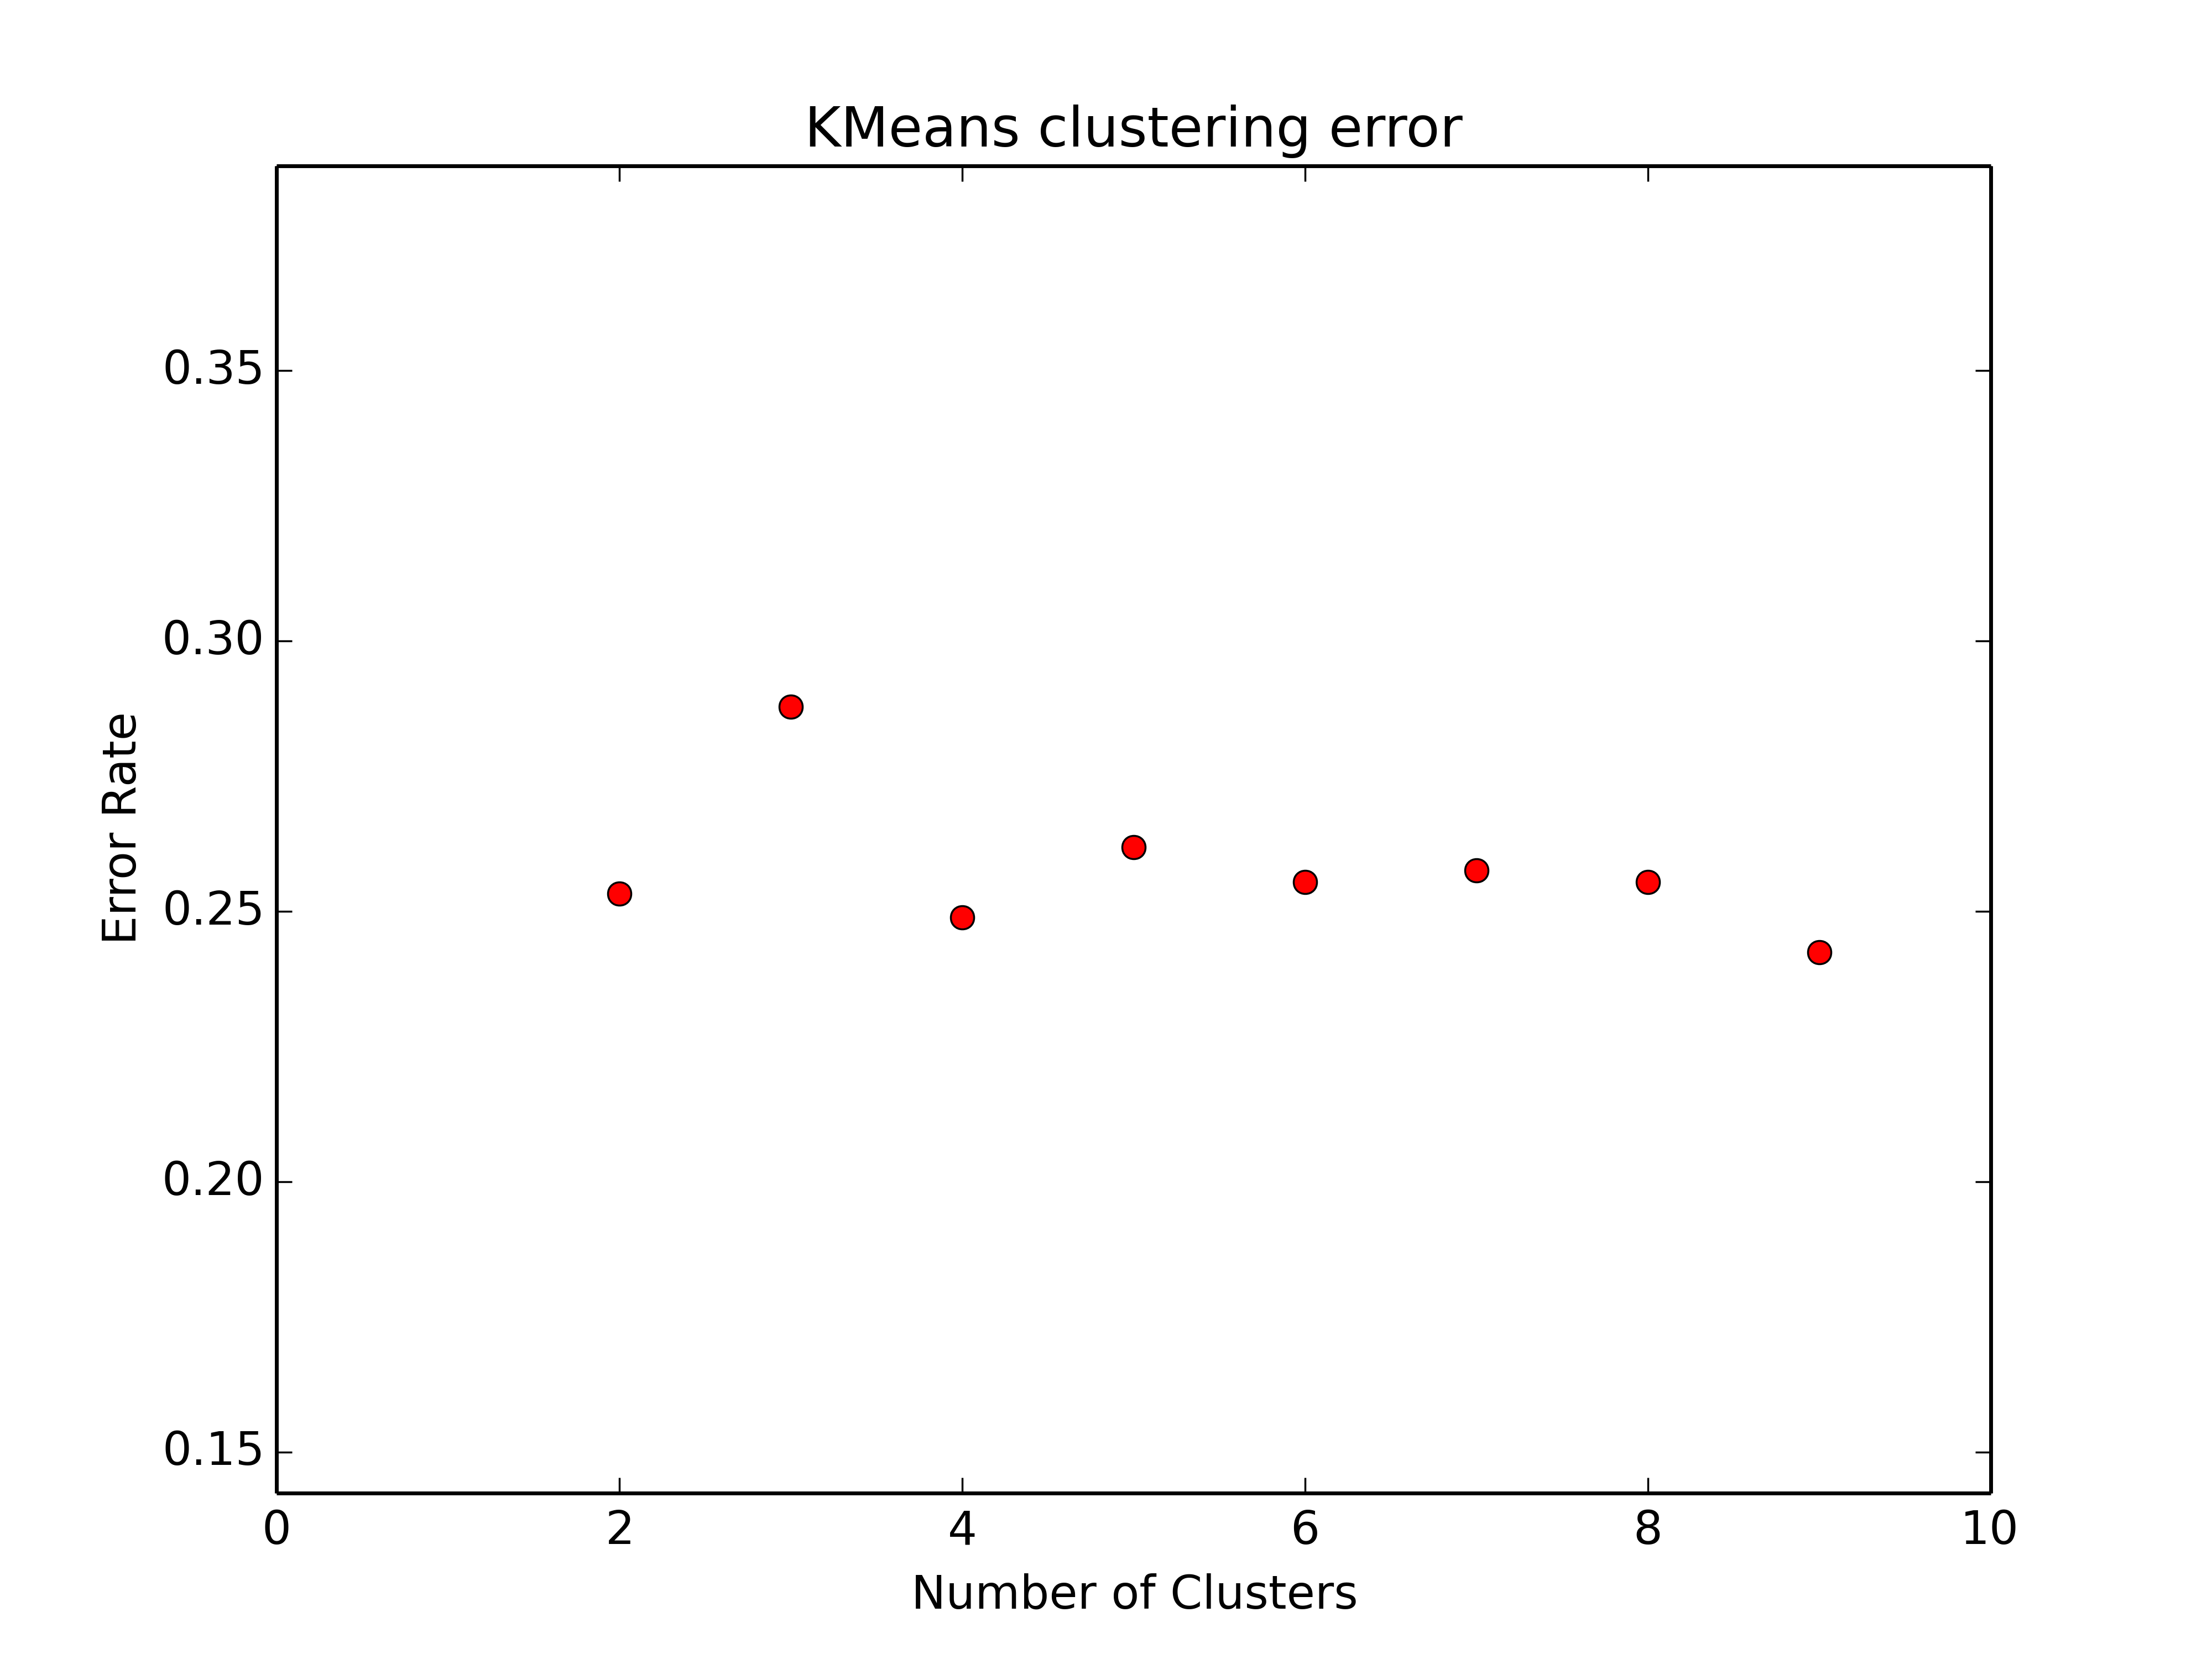 KMeans clustering error
0.35
0.30
0.25
0.20
0.15
Error Rate
0 2 4 6 8 10
Number of Clusters